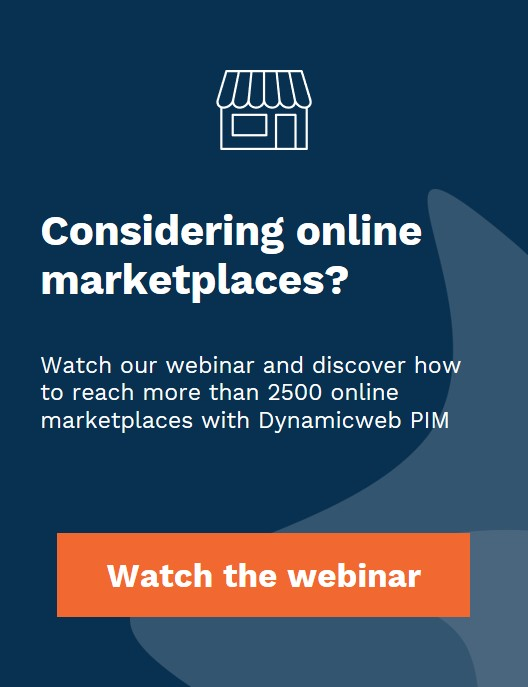 Considering online
marketplaces?
Watch our webinar and discover how
to reach more than 2500 online
marketplaces with Dynamicweb PIM
Watch the webinar